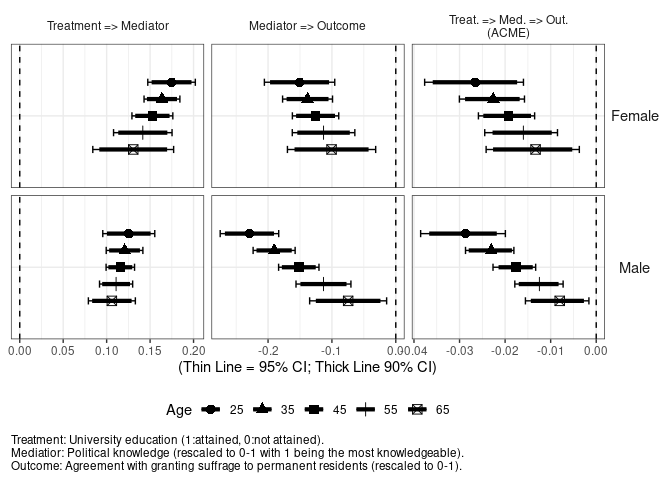 Treatment => Mediator
Mediator => Outcome
Treat. => Med. => Out.
(ACME)
Female
Male
0.00 0.05 0.10 0.15 0.20
-0.2 -0.1 0.00
0.04 -0.03 -0.02 -0.01 0.00
(Thin Line = 95% CI; Thick Line 90% CI)
Age 25 35 45 55 65
Treatment: University education (1:attained, 0:not attained).
Mediatior: Political knowledge (rescaled to 0-1 with 1 being the most knowledgeable).
Outcome: Agreement with granting suffrage to permanent residents (rescaled to 0-1).